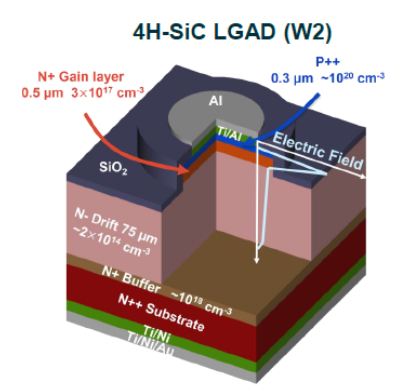 4H-SiC LGAD (W2)
P++
0.3 μm ~10²⁰ cm⁻³
N+ Gain layer
0.5 μm 3×10¹⁷ cm⁻³
Al
Ti/Al
Electric Field
SiO₂
N- Drift 75 μm
~2×10¹⁴ cm⁻³
N+ Buffer ~10¹⁸ cm⁻³
N++ Substrate
Ti/Ni
Ti/Ni/Au